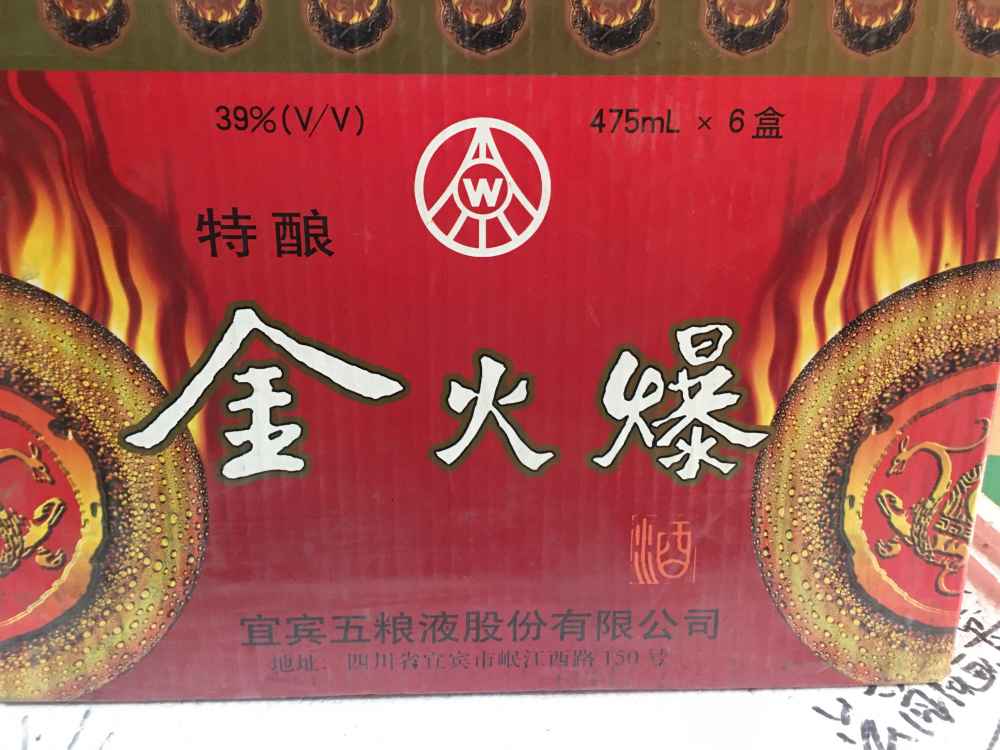 39%(V/V)
475mL × 6盒
W
特酿
金火爆
酒
宜宾五粮液股份有限公司
地址: 四川省宜宾市岷江西路150号